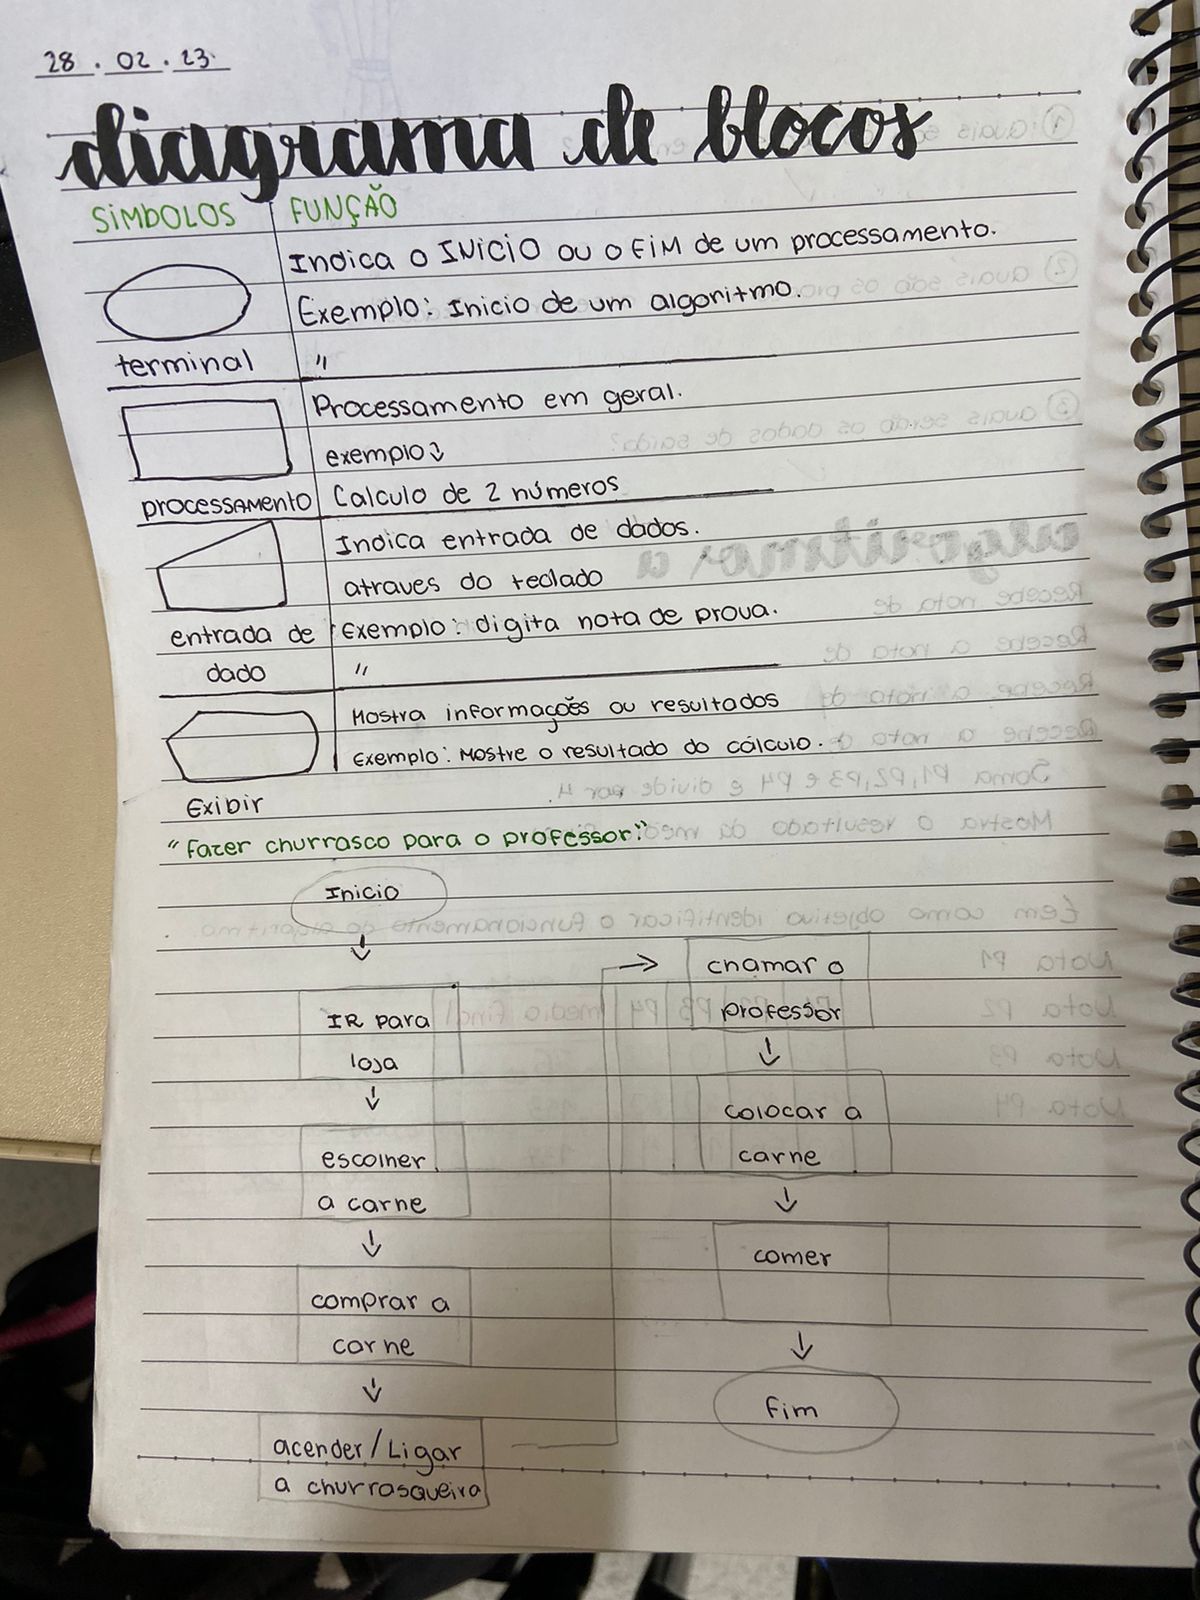 28.02.23.
diagrama de blocos
SíMBOLOS FUNÇÃO
Indica o INICIO ou o FiM de um processamento.
Exemplo: Inicio de um algoritmo.
terminal "
Processamento em geral.
exemplo↓
processamento Calculo de 2 números
Indica entrada de dados.
atraves do teclado
entrada de Exemplo: digita nota de prova.
dado "
Mostra informações ou resultados
Exemplo: Mostre o resultado do cálculo.
Exibir
"Fazer churrasco para o professor:"
Inicio
↓
IR para
loja
↓
escolher
a carne
↓
comprar a
carne
↓
acender/Ligar
a churrasqueira
→ chamar o
professor
↓
colocar a
carne
↓
comer
↓
Fim